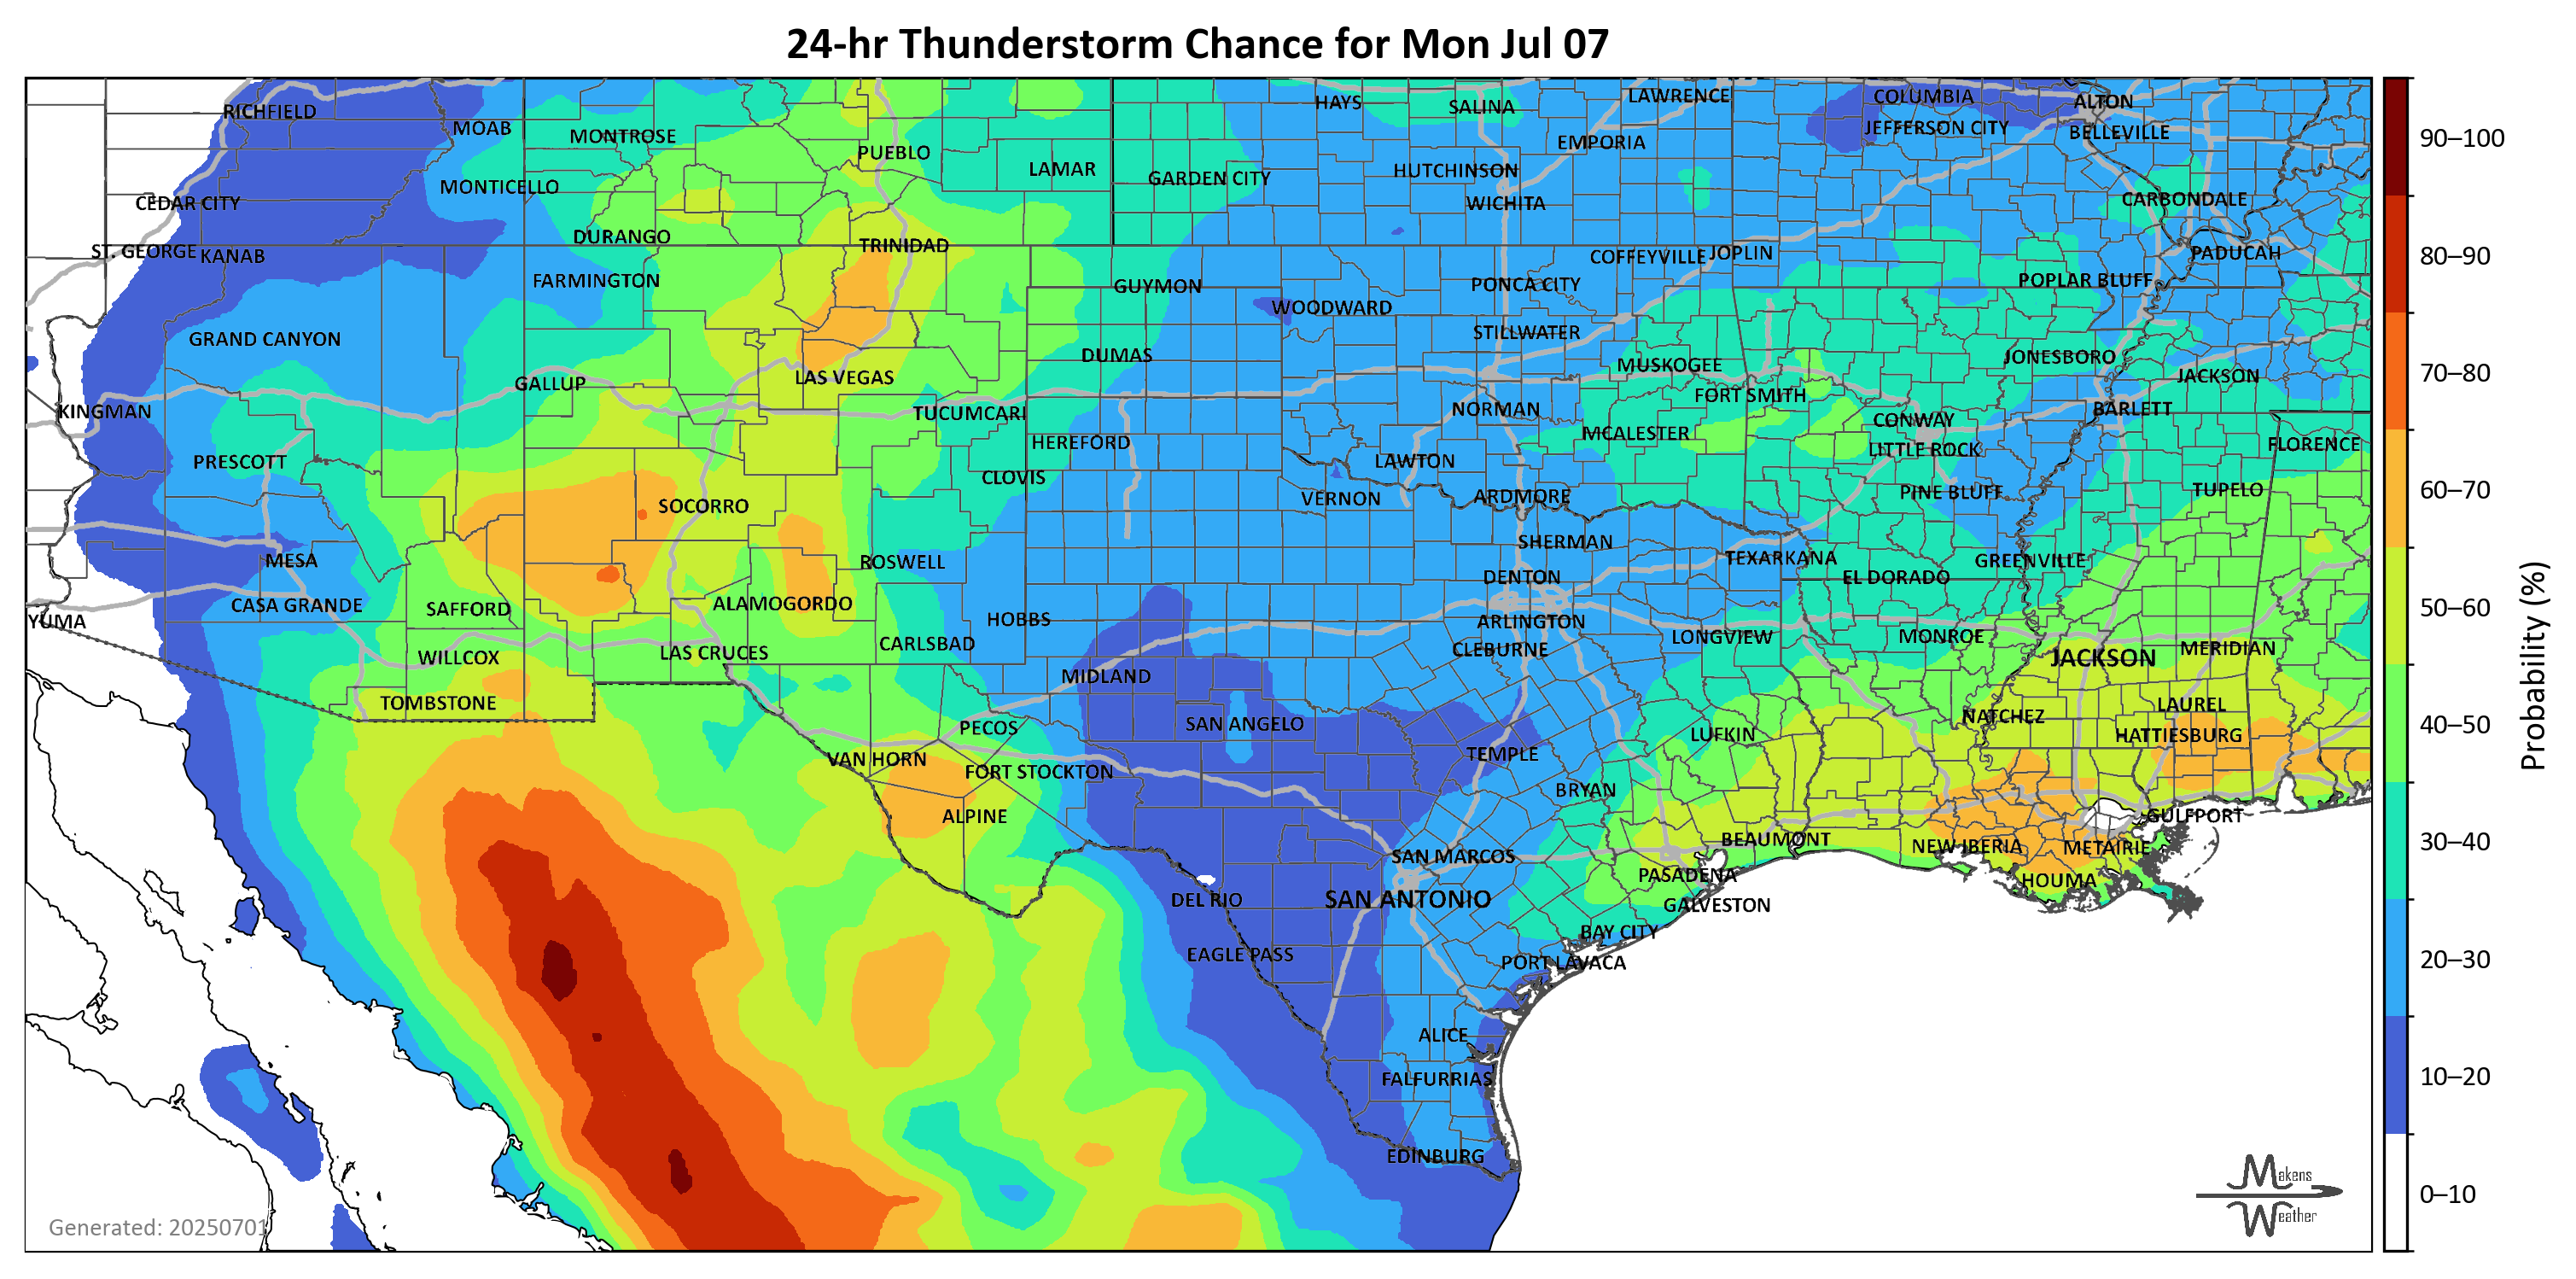 24-hr Thunderstorm Chance for Mon Jul 07
RICHFIELD
MOAB
MONTROSE
PUEBLO
LAMAR
GARDEN CITY
HAYS
SALINA
LAWRENCE
EMPORIA
HUTCHINSON
WICHITA
COLUMBIA
JEFFERSON CITY
ALTON
BELLEVILLE
CARBONDALE
PADUCAH
CEDAR CITY
MONTICELLO
ST. GEORGE
KANAB
DURANGO
TRINIDAD
FARMINGTON
GUYMON
WOODWARD
PONCA CITY
COFFEYVILLE
JOPLIN
POPLAR BLUFF
GRAND CANYON
STILLWATER
DUMAS
MUSKOGEE
JONESBORO
JACKSON
GALLUP
LAS VEGAS
KINGMAN
TUCUMCARI
NORMAN
FORT SMITH
CONWAY
BARLETT
HEREFORD
MCALESTER
LITTLE ROCK
FLORENCE
PRESCOTT
CLOVIS
LAWTON
VERNON
ARDMORE
PINE BLUFF
TUPELO
SOCORRO
MESA
ROSWELL
SHERMAN
TEXARKANA
GREENVILLE
DENTON
EL DORADO
YUMA
CASA GRANDE
SAFFORD
ALAMOGORDO
HOBBS
ARLINGTON
LONGVIEW
MONROE
WILLCOX
LAS CRUCES
CARLSBAD
CLEBURNE
JACKSON
MERIDIAN
TOMBSTONE
MIDLAND
PECOS
SAN ANGELO
LUFKIN
NATCHEZ
LAUREL
HATTIESBURG
VAN HORN
FORT STOCKTON
TEMPLE
BRYAN
ALPINE
BEAUMONT
GULFPORT
NEW IBERIA
METAIRIE
SAN MARCOS
PASADENA
HOUMA
DEL RIO
SAN ANTONIO
GALVESTON
BAY CITY
EAGLE PASS
PORT LAVACA
ALICE
FALFURRIAS
EDINBURG
Generated: 20250701
Makens
Weather
90–100
80–90
70–80
60–70
50–60
40–50
30–40
20–30
10–20
0–10
Probability (%)